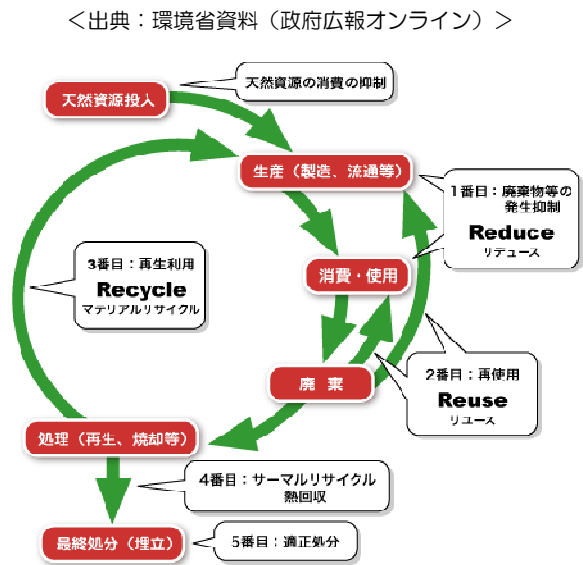 ＜出典：環境省資料（政府広報オンライン）＞
天然資源の消費の抑制
天然資源投入
生産（製造、流通等）
1番目：廃棄物等の
発生抑制
Reduce
リデュース
3番目：再生利用
Recycle
マテリアルリサイクル
消費・使用
廃 棄
2番目：再使用
Reuse
リユース
処理（再生、焼却等）
4番目：サーマルリサイクル
熱回収
最終処分（埋立）
5番目：適正処分